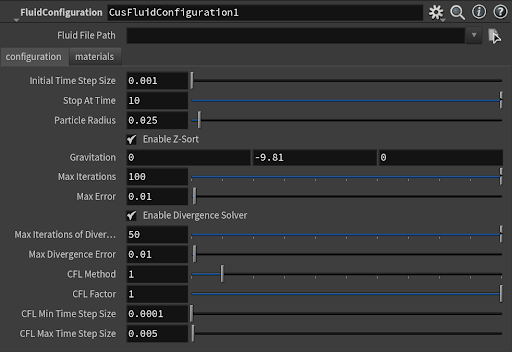 FluidConfiguration CusFluidConfiguration1
Fluid File Path
configuration materials
Initial Time Step Size 0.001
Stop At Time 10
Particle Radius 0.025
Enable Z-Sort
Gravitation 0 -9.81 0
Max Iterations 100
Max Error 0.01
Enable Divergence Solver
Max Iterations of Diver... 50
Max Divergence Error 0.01
CFL Method 1
CFL Factor 1
CFL Min Time Step Size 0.0001
CFL Max Time Step Size 0.005